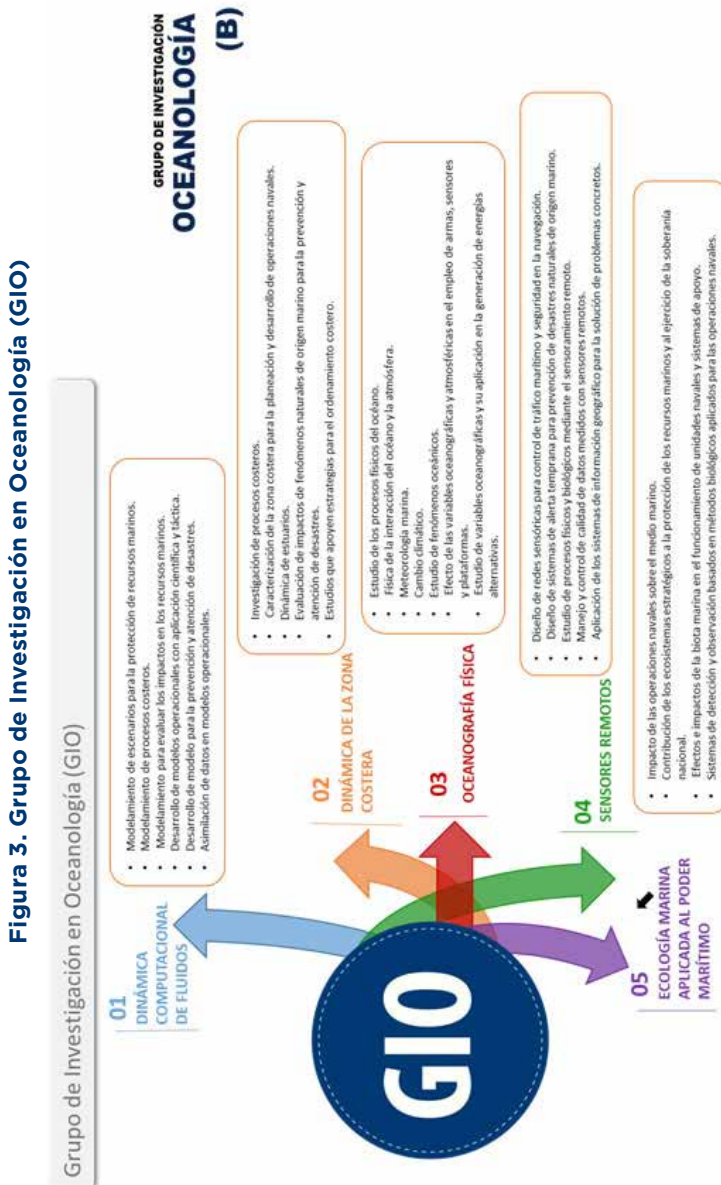 Figura 3. Grupo de Investigación en Oceanología (GIO)
Grupo de Investigación en Oceanología (GIO)
GRUPO DE INVESTIGACIÓN
OCEANOLOGÍA
(B)
GIO
01
DINÁMICA
COMPUTACIONAL
DE FLUIDOS
• Modelamiento de escenarios para la protección de recursos marinos.
• Modelamiento de procesos costeros.
• Modelamiento para evaluar los impactos en los recursos marinos.
• Desarrollo de modelos operacionales con aplicación científica y táctica.
• Desarrollo de modelo para la prevención y atención de desastres.
• Asimilación de datos en modelos operacionales.
02
DINÁMICA DE LA ZONA
COSTERA
• Investigación de procesos costeros.
• Caracterización de la zona costera para la planeación y desarrollo de operaciones navales.
• Dinámica de estuarios.
• Evaluación de impactos de fenómenos naturales de origen marino para la prevención y
atención de desastres.
• Estudios que apoyen estrategias para el ordenamiento costero.
03
OCEANOGRAFÍA FÍSICA
• Estudio de los procesos físicos del océano.
• Física de la interacción del océano y la atmósfera.
• Meteorología marina.
• Cambio climático.
• Estudio de fenómenos oceánicos.
• Efecto de las variables oceanográficas y atmosféricas en el empleo de armas, sensores
y plataformas.
• Estudio de variables oceanográficas y su aplicación en la generación de energías
alternativas.
04
SENSORES REMOTOS
• Diseño de redes sensóricas para control de tráfico marítimo y seguridad en la navegación.
• Diseño de sistemas de alerta temprana para prevención de desastres naturales de origen marino.
• Estudio de procesos físicos y biológicos mediante el sensoramiento remoto.
• Manejo y control de calidad de datos medidos con sensores remotos.
• Aplicación de los sistemas de información geográfico para la solución de problemas concretos.
05
ECOLOGÍA MARINA
APLICADA AL PODER
MARÍTIMO
• Impacto de las operaciones navales sobre el medio marino.
• Contribución de los ecosistemas estratégicos a la protección de los recursos marinos y al ejercicio de la soberanía
nacional.
• Efectos e impactos de la biota marina en el funcionamiento de unidades navales y sistemas de apoyo.
• Sistemas de detección y observación basados en métodos biológicos aplicados para las operaciones navales.